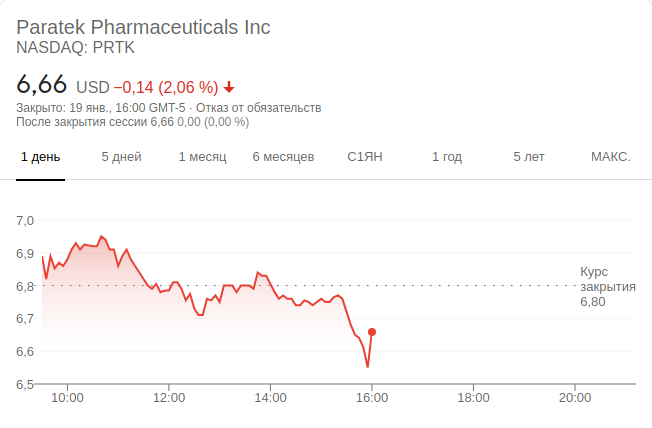 Paratek Pharmaceuticals Inc
NASDAQ: PRTK
6,66 USD −0,14 (2,06 %)
Закрыто: 19 янв., 16:00 GMT-5 · Отказ от обязательств
После закрытия сессии 6,66 0,00 (0,00 %)
1 день 5 дней 1 месяц 6 месяцев С1ЯН 1 год 5 лет МАКС.
7,0
6,9
6,8
6,7
6,6
6,5
Курс
закрытия
6,80
10:00 12:00 14:00 16:00 18:00 20:00